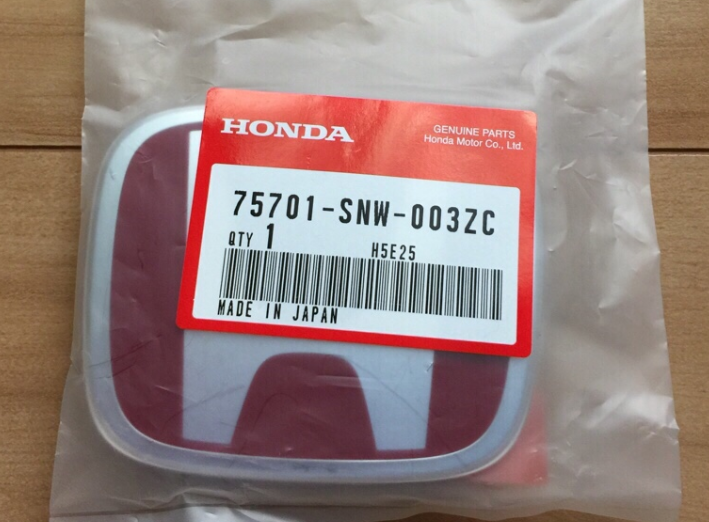 HONDA
GENUINE PARTS
Honda Motor Co., Ltd.
75701-SNW-003ZC
QTY 1 H5E25
MADE IN JAPAN